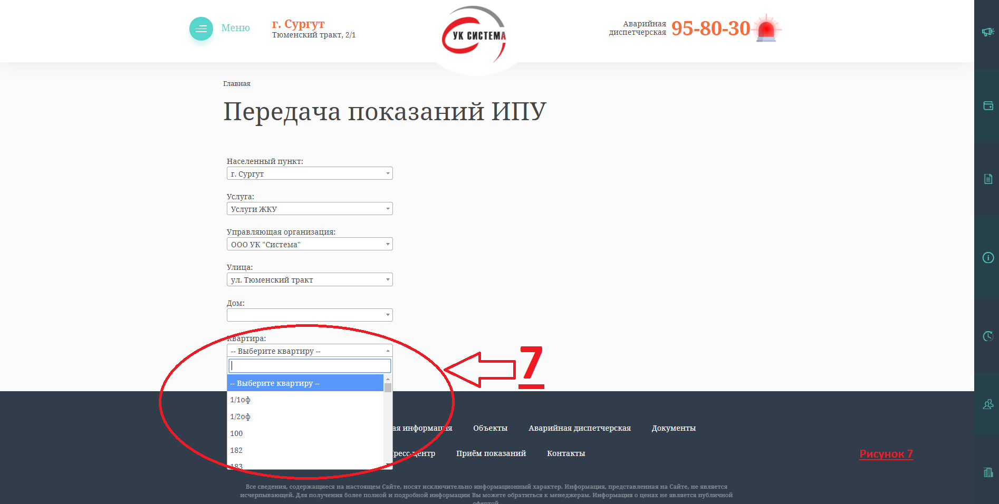 Меню
г. Сургут
Тюменский тракт, 2/1
УК СИСТЕМА
Аварийная
диспетчерская
95-80-30
Главная
Передача показаний ИПУ
Населенный пункт:
г. Сургут
Услуга:
Услуги ЖКУ
Управляющая организация:
ООО УК "Система"
Улица:
ул. Тюменский тракт
Дом:
Квартира:
-- Выберите квартиру --
7
-- Выберите квартиру --
1/1оф
1/2оф
100
182
183
ая информация Объекты Аварийная диспетчерская Документы
ресс-центр Приём показаний Контакты
Рисунок 7
Все сведения, содержащиеся на настоящем Сайте, носят исключительно информационный характер. Информация, представленная на Сайте, не является
исчерпывающей. Для получения более полной и подробной информации Вы можете обратиться к менеджерам. Информация о ценах не является публичной
офертой